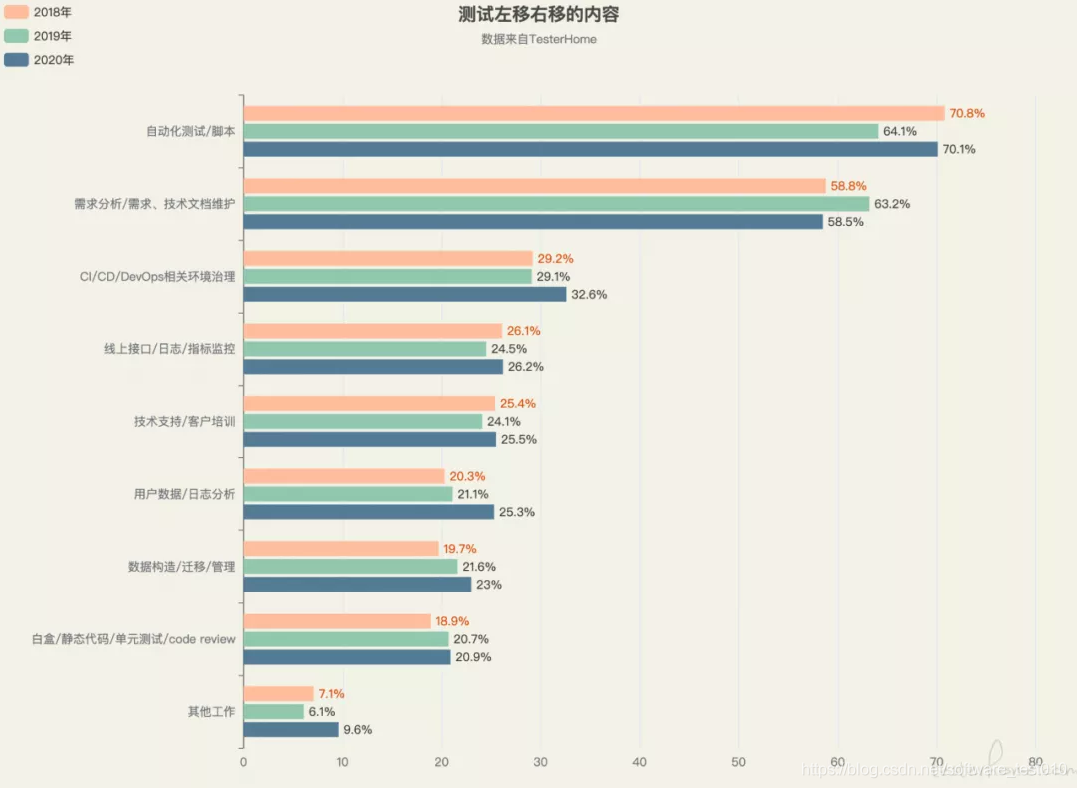 2018年
2019年
2020年
测试左移右移的内容
数据来自TesterHome
自动化测试/脚本
70.8%
64.1%
70.1%
需求分析/需求、技术文档维护
58.8%
63.2%
58.5%
CI/CD/DevOps相关环境治理
29.2%
29.1%
32.6%
线上接口/日志/指标监控
26.1%
24.5%
26.2%
技术支持/客户培训
25.4%
24.1%
25.5%
用户数据/日志分析
20.3%
21.1%
25.3%
数据构造/迁移/管理
19.7%
21.6%
23%
白盒/静态代码/单元测试/code review
18.9%
20.7%
20.9%
其他工作
7.1%
6.1%
9.6%
0 10 20 30 40 50 60 70 80
https://blog.csdn.net